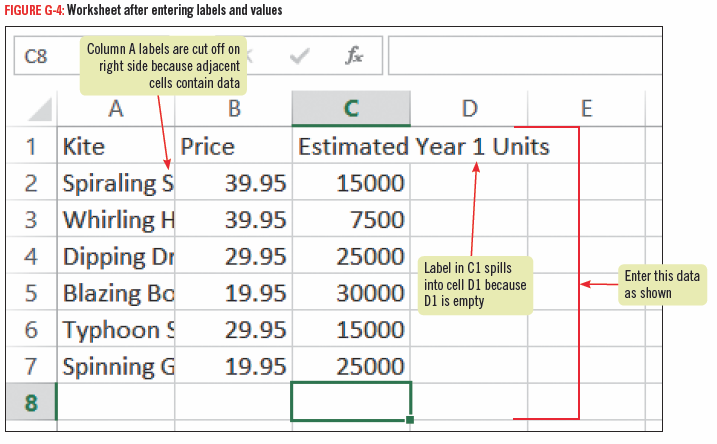 FIGURE G-4: Worksheet after entering labels and values
C8
Column A labels are cut off on
right side because adjacent
cells contain data
fx
A B C D E
1 Kite Price Estimated Year 1 Units
2 Spiraling S 39.95 15000
3 Whirling H 39.95 7500
4 Dipping Dr 29.95 25000
5 Blazing Bo 19.95 30000
6 Typhoon S 29.95 15000
7 Spinning G 19.95 25000
8
Label in C1 spills
into cell D1 because
D1 is empty
Enter this data
as shown